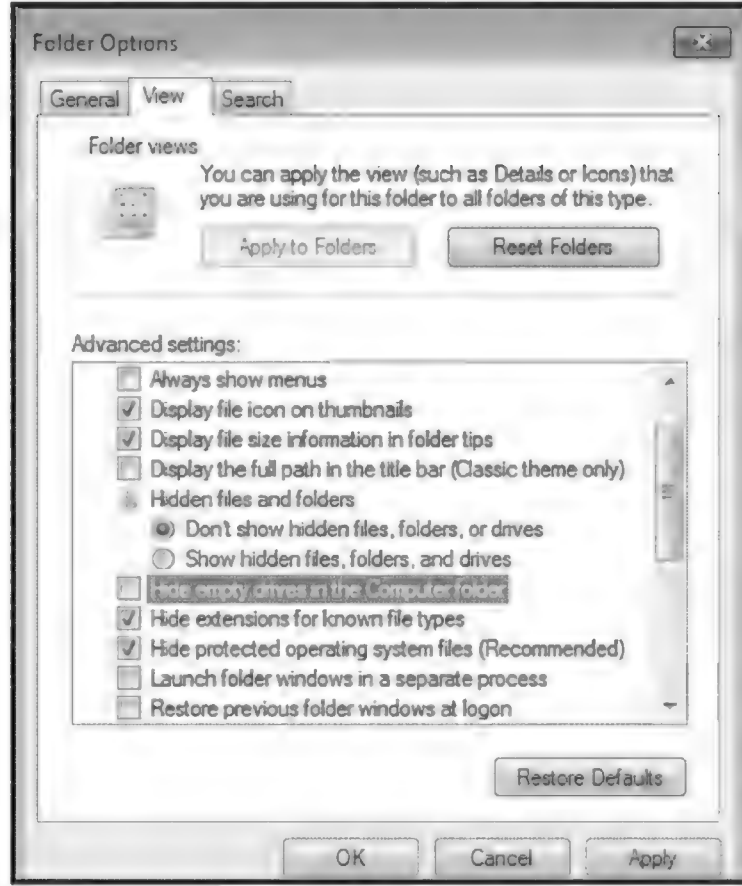 Folder Options
General View Search
Folder views
You can apply the view (such as Details or Icons) that
you are using for this folder to all folders of this type.
Apply to Folders Reset Folders
Advanced settings:
Always show menus
Display file icon on thumbnails
Display file size information in folder tips
Display the full path in the title bar (Classic theme only)
Hidden files and folders
Don't show hidden files, folders, or drives
Show hidden files, folders, and drives
Hide empty drives in the Computer folder
Hide extensions for known file types
Hide protected operating system files (Recommended)
Launch folder windows in a separate process
Restore previous folder windows at logon
Restore Defaults
OK Cancel Apply